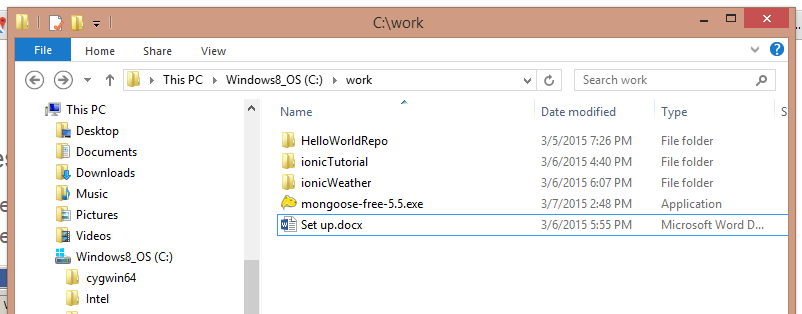 C:\work
File Home Share View
This PC Windows8_OS (C:) work Search work
This PC
Desktop
Documents
Downloads
Music
Pictures
Videos
Windows8_OS (C:)
cygwin64
Intel
Name Date modified Type S
HelloWorldRepo 3/5/2015 7:26 PM File folder
ionicTutorial 3/6/2015 4:40 PM File folder
ionicWeather 3/6/2015 6:07 PM File folder
mongoose-free-5.5.exe 3/7/2015 2:48 PM Application
Set up.docx 3/6/2015 5:55 PM Microsoft Word D...